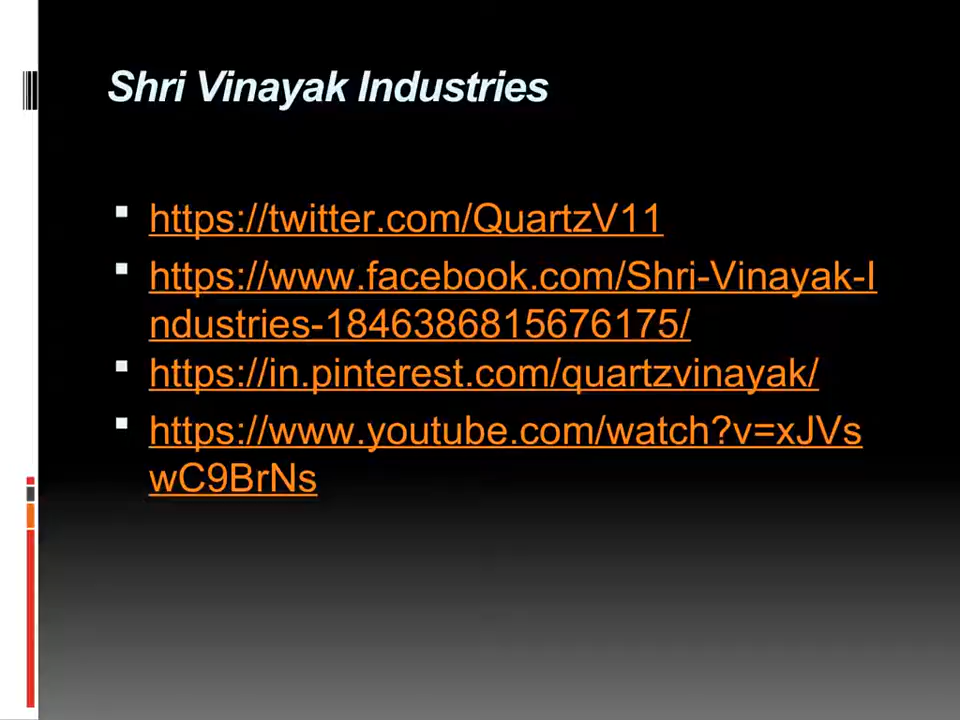 Shri Vinayak Industries
https://twitter.com/QuartzV11
https://www.facebook.com/Shri-Vinayak-I
ndustries-1846386815676175/
https://in.pinterest.com/quartzvinayak/
https://www.youtube.com/watch?v=xJVs
wC9BrNs